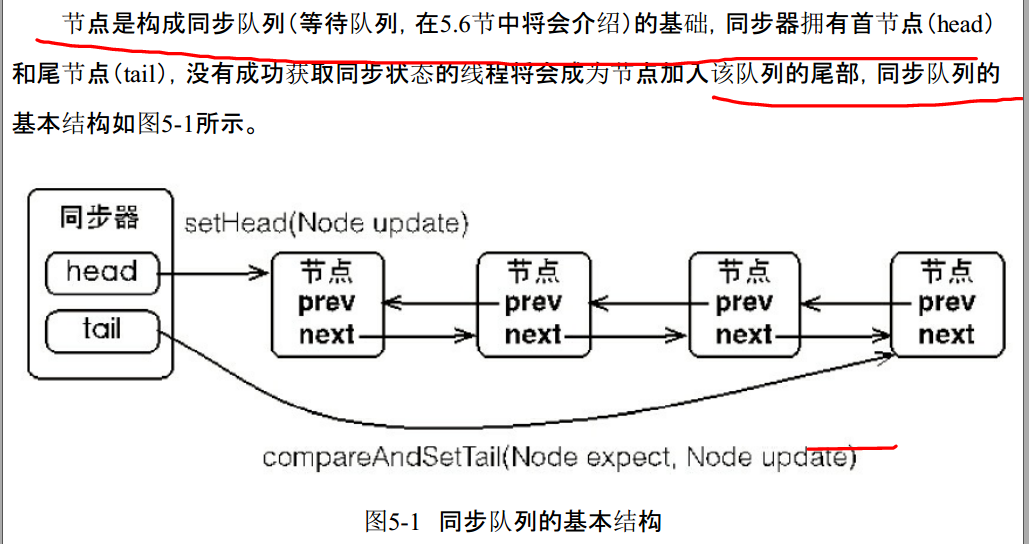 节点是构成同步队列（等待队列，在5.6节中将会介绍）的基础，同步器拥有首节点（head）
和尾节点（tail），没有成功获取同步状态的线程将会成为节点加入该队列的尾部，同步队列的
基本结构如图5-1所示。
同步器
head
tail
setHead(Node update)
节点
prev
next
节点
prev
next
节点
prev
next
节点
prev
next
compareAndSetTail(Node expect, Node update)
图5-1 同步队列的基本结构